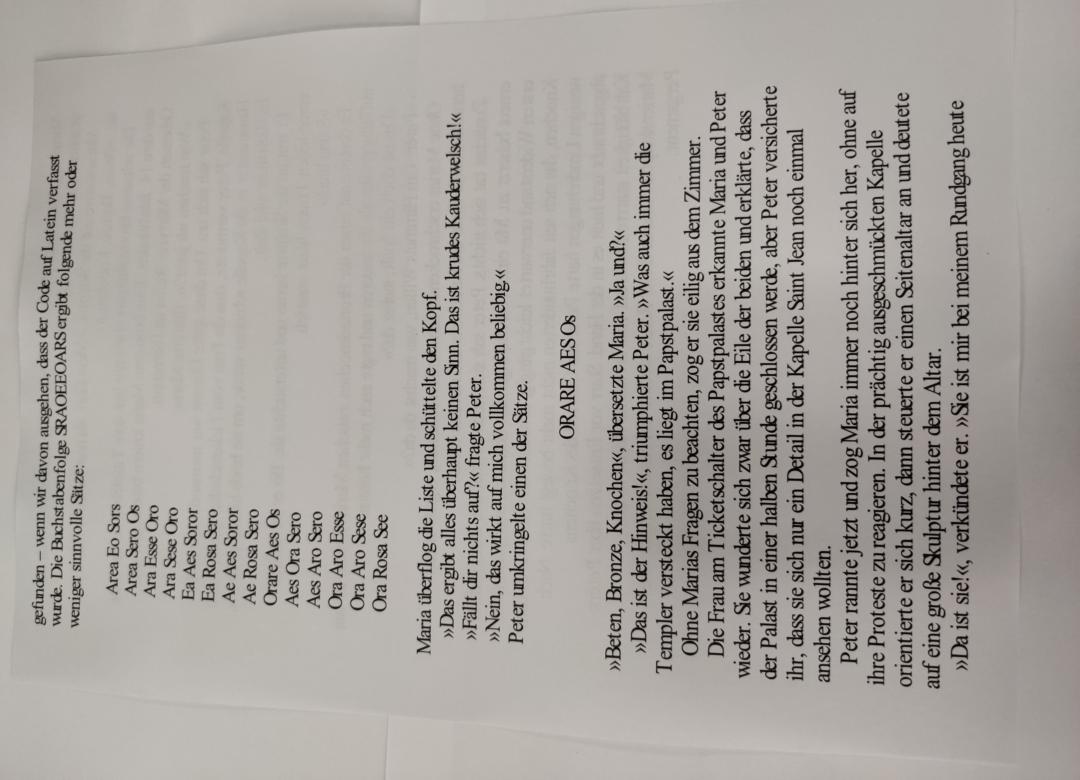 gefunden – wenn wir davon ausgehen, dass der Code auf Latein verfasst
wurde. Die Buchstabenfolge SRAOEEOARS ergibt folgende mehr oder
weniger sinnvolle Sätze:
Area Eo Sors
Area Sero Os
Ara Esse Oro
Ara Sese Oro
Ea Aes Soror
Ea Rosa Sero
Ae Aes Soror
Ae Rosa Sero
Orare Aes Os
Aes Ora Sero
Aes Aro Sero
Ora Aro Esse
Ora Aro Sese
Ora Rosa See
Maria überflog die Liste und schüttelte den Kopf.
»Das ergibt alles überhaupt keinen Sinn. Das ist krudes Kauderwelsch!«
»Fällt dir nichts auf?« fragte Peter.
»Nein, das wirkt auf mich vollkommen beliebig.«
Peter umkringelte einen der Sätze.
ORARE AES Os
»Beten, Bronze, Knochen«, übersetzte Maria. »Ja und?«
»Das ist der Hinweis!«, triumphierte Peter. »Was auch immer die
Templer versteckt haben, es liegt im Papstpalast.«
Ohne Marias Fragen zu beachten, zog er sie eilig aus dem Zimmer.
Die Frau am Ticketschalter des Papstpalastes erkannte Maria und Peter
wieder. Sie wunderte sich zwar über die Eile der beiden und erklärte, dass
der Palast in einer halben Stunde geschlossen werde, aber Peter versicherte
ihr, dass sie sich nur ein Detail in der Kapelle Saint Jean noch einmal
ansehen wollten.
Peter rannte jetzt und zog Maria immer noch hinter sich her, ohne auf
ihre Proteste zu reagieren. In der prächtig ausgeschmückten Kapelle
orientierte er sich kurz, dann steuerte er einen Seitenaltar an und deutete
auf eine große Skulptur hinter dem Altar.
»Da ist sie!«, verkündete er. »Sie ist mir bei meinem Rundgang heute